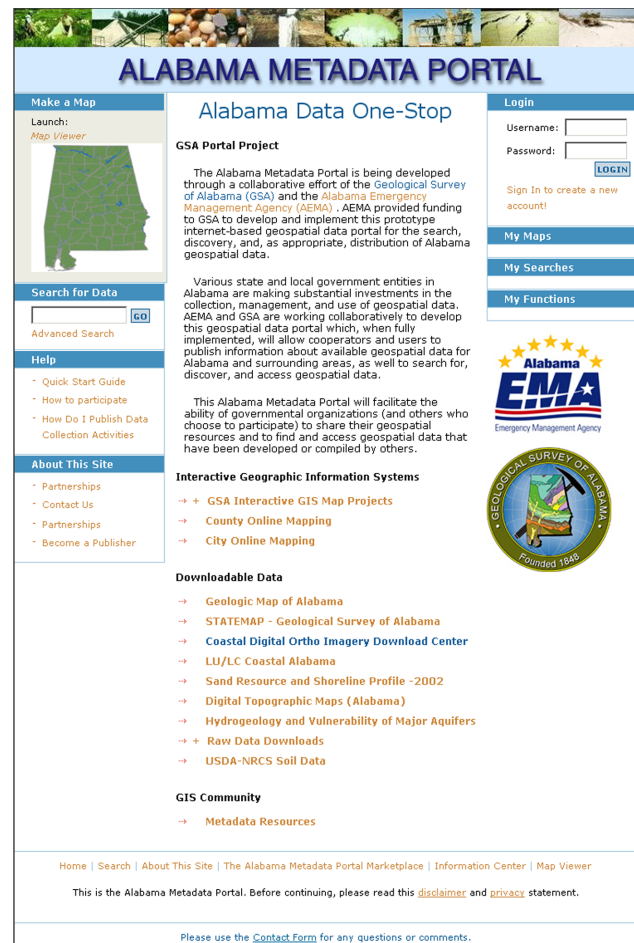 ALABAMA METADATA PORTAL
Make a Map
Launch:
Map Viewer
Search for Data
GO
Advanced Search
Help
- Quick Start Guide
- How to participate
- How Do I Publish Data
Collection Activities
About This Site
- Partnerships
- Contact Us
- Partnerships
- Become a Publisher
Alabama Data One-Stop
GSA Portal Project
The Alabama Metadata Portal is being developed
through a collaborative effort of the Geological Survey
of Alabama (GSA) and the Alabama Emergency
Management Agency (AEMA) . AEMA provided funding
to GSA to develop and implement this prototype
internet-based geospatial data portal for the search,
discovery, and, as appropriate, distribution of Alabama
geospatial data.
Various state and local government entities in
Alabama are making substantial investments in the
collection, management, and use of geospatial data.
AEMA and GSA are working collaboratively to develop
this geospatial data portal which, when fully
implemented, will allow cooperators and users to
publish information about available geospatial data for
Alabama and surrounding areas, as well to search for,
discover, and access geospatial data.
This Alabama Metadata Portal will facilitate the
ability of governmental organizations (and others who
choose to participate) to share their geospatial
resources and to find and access geospatial data that
have been developed or compiled by others.
Interactive Geographic Information Systems
⇢ + GSA Interactive GIS Map Projects
⇢ County Online Mapping
⇢ City Online Mapping
Downloadable Data
⇢ Geologic Map of Alabama
⇢ STATEMAP - Geological Survey of Alabama
⇢ Coastal Digital Ortho Imagery Download Center
⇢ LU/LC Coastal Alabama
⇢ Sand Resource and Shoreline Profile -2002
⇢ Digital Topographic Maps (Alabama)
⇢ Hydrogeology and Vulnerability of Major Aquifers
⇢ + Raw Data Downloads
⇢ USDA-NRCS Soil Data
GIS Community
⇢ Metadata Resources
Login
Username:
Password:
LOGIN
Sign In to create a new
account!
My Maps
My Searches
My Functions
Alabama
EMA
Emergency Management Agency
GEOLOGICAL SURVEY OF ALABAMA
Founded 1848
Home | Search | About This Site | The Alabama Metadata Portal Marketplace | Information Center | Map Viewer
This is the Alabama Metadata Portal. Before continuing, please read this disclaimer and privacy statement.
Please use the Contact Form for any questions or comments.